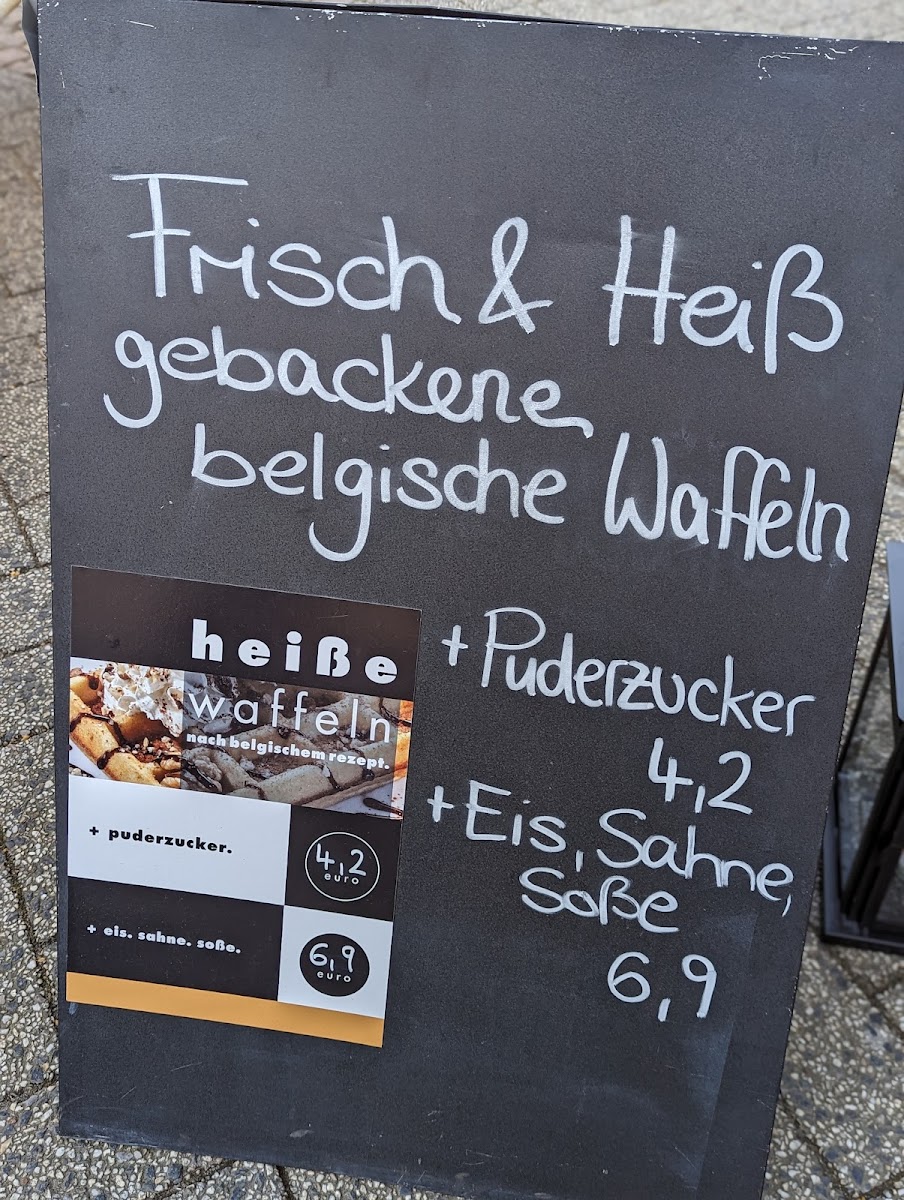 Frisch & Heiß
gebackene
belgische Waffeln
heiße
waffeln
nach belgischem rezept.
+ puderzucker.
4,2
euro
+ eis. sahne. soße.
6,9
euro
+ Puderzucker
4,2
+ Eis, Sahne,
Soße
6,9